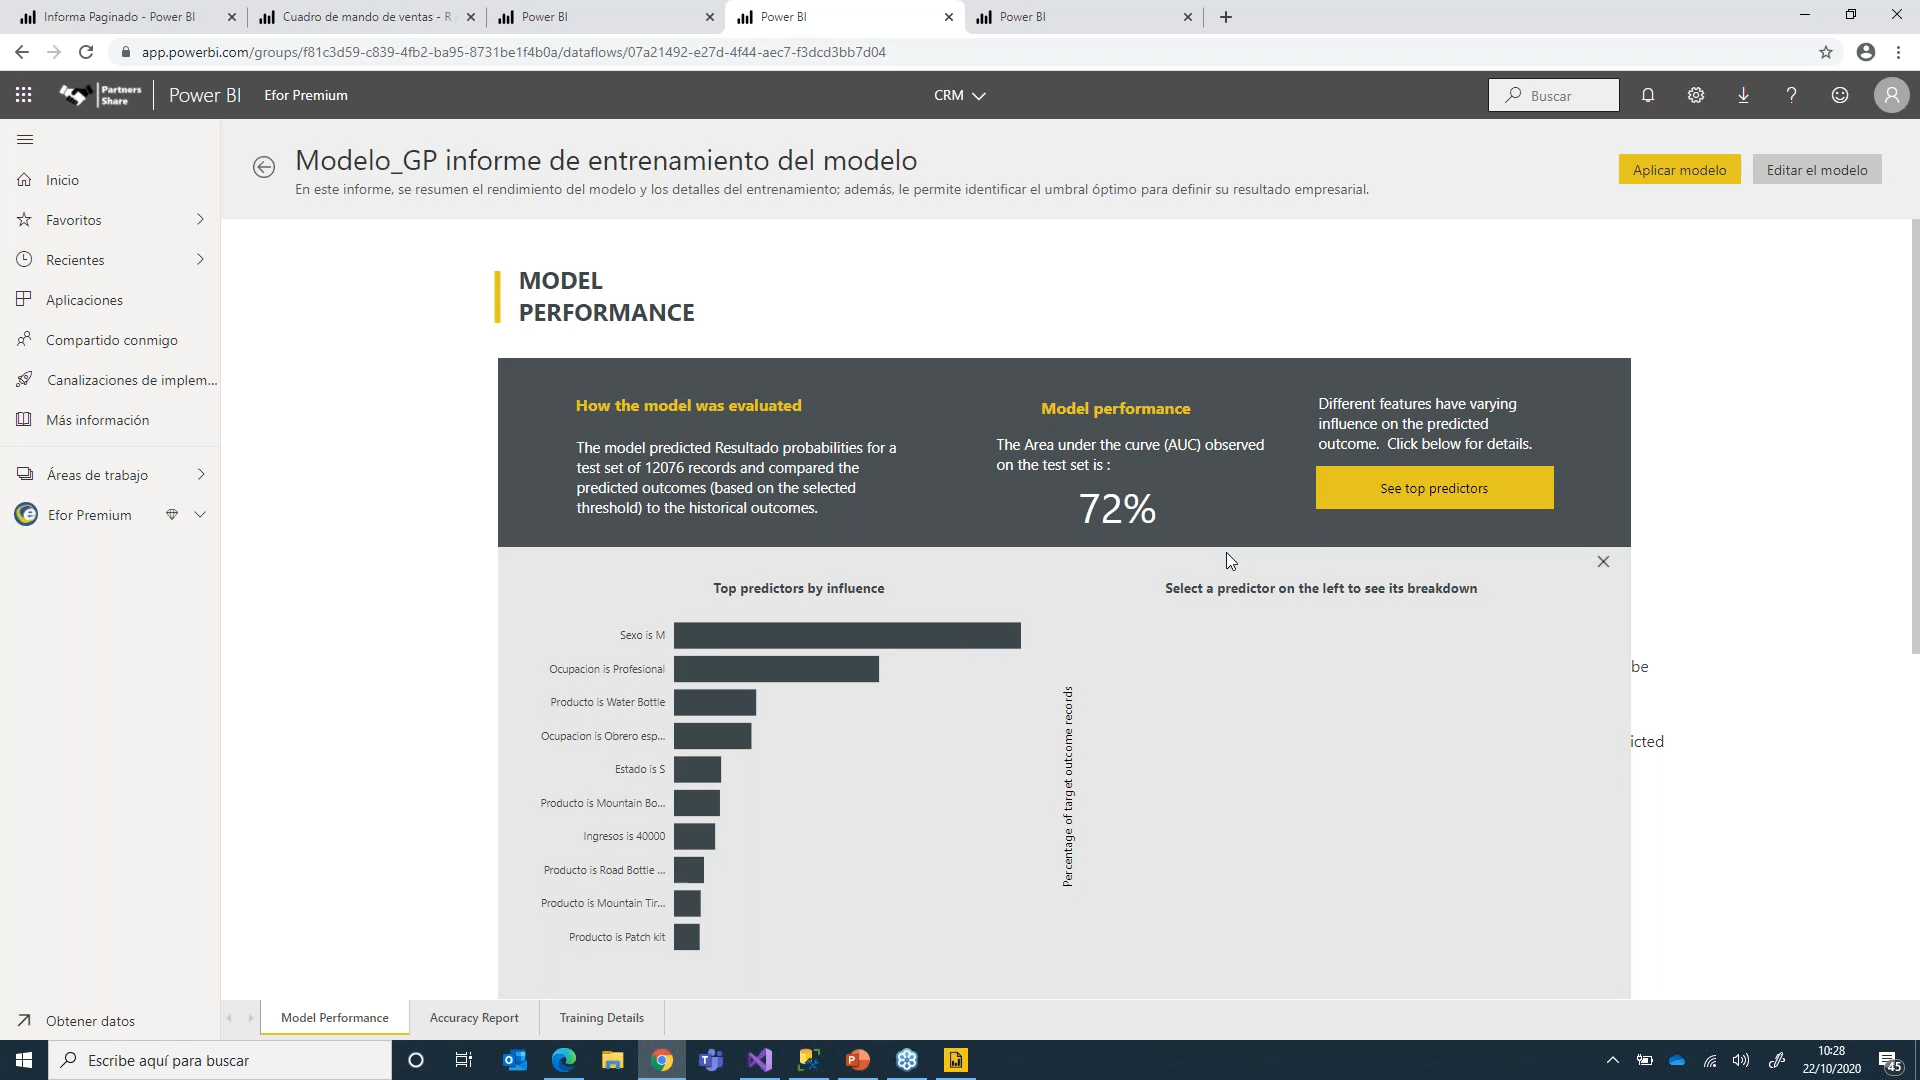 Informa Paginado - Power BI
Cuadro de mando de ventas - R
Power BI
Power BI
Power BI
app.powerbi.com/groups/f81c3d59-c839-4fb2-ba95-8731be1f4b0a/dataflows/07a21492-e27d-4f44-aec7-f3dcd3bb7d04
Partners
Share
Power BI
Efor Premium
CRM
Buscar
Modelo_GP informe de entrenamiento del modelo
En este informe, se resumen el rendimiento del modelo y los detalles del entrenamiento; además, le permite identificar el umbral óptimo para definir su resultado empresarial.
Aplicar modelo
Editar el modelo
Inicio
Favoritos
Recientes
Aplicaciones
Compartido conmigo
Canalizaciones de implem...
Más información
Áreas de trabajo
Efor Premium
Obtener datos
MODEL
PERFORMANCE
How the model was evaluated
The model predicted Resultado probabilities for a
test set of 12076 records and compared the
predicted outcomes (based on the selected
threshold) to the historical outcomes.
Model performance
The Area under the curve (AUC) observed
on the test set is :
72%
Different features have varying
influence on the predicted
outcome. Click below for details.
See top predictors
Top predictors by influence
Sexo is M
Ocupacion is Profesional
Producto is Water Bottle
Ocupacion is Obrero esp...
Estado is S
Producto is Mountain Bo...
Ingresos is 40000
Producto is Road Bottle ...
Producto is Mountain Tir...
Producto is Patch kit
Select a predictor on the left to see its breakdown
Percentage of target outcome records
be
icted
Model Performance
Accuracy Report
Training Details
Escribe aquí para buscar
10:28
22/10/2020
45